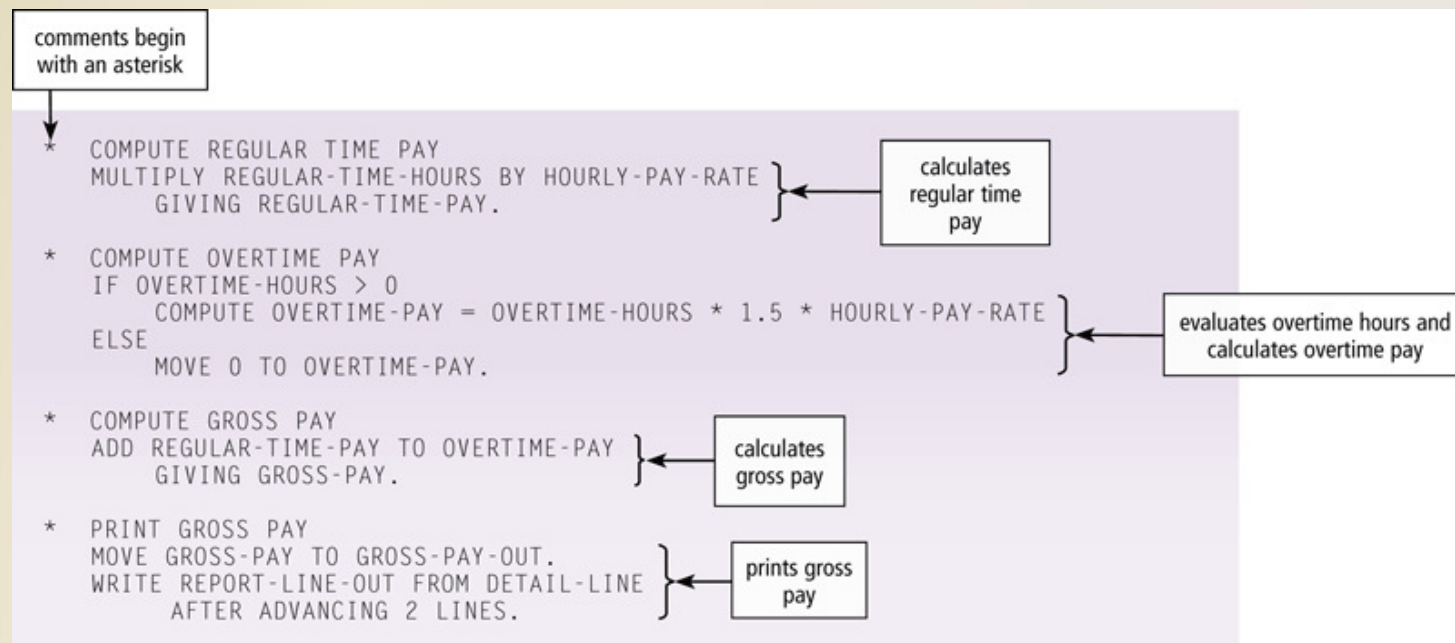 comments begin
with an asterisk
* COMPUTE REGULAR TIME PAY
MULTIPLY REGULAR-TIME-HOURS BY HOURLY-PAY-RATE
GIVING REGULAR-TIME-PAY.
calculates
regular time
pay
* COMPUTE OVERTIME PAY
IF OVERTIME-HOURS > 0
COMPUTE OVERTIME-PAY = OVERTIME-HOURS * 1.5 * HOURLY-PAY-RATE
ELSE
MOVE 0 TO OVERTIME-PAY.
evaluates overtime hours and
calculates overtime pay
* COMPUTE GROSS PAY
ADD REGULAR-TIME-PAY TO OVERTIME-PAY
GIVING GROSS-PAY.
calculates
gross pay
* PRINT GROSS PAY
MOVE GROSS-PAY TO GROSS-PAY-OUT.
WRITE REPORT-LINE-OUT FROM DETAIL-LINE
AFTER ADVANCING 2 LINES.
prints gross
pay